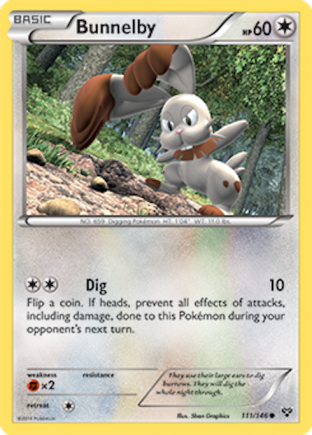 BASIC
Bunnelby
HP60
NO. 659 Digging Pokémon HT: 1'04" WT: 11.0 lbs.
Dig 10
Flip a coin. If heads, prevent all effects of attacks,
including damage, done to this Pokémon during your
opponent's next turn.
weakness
resistance
×2
retreat
They use their large ears to dig
burrows. They will dig the
whole night through.
Illus. Sban Graphics
111/146
XY